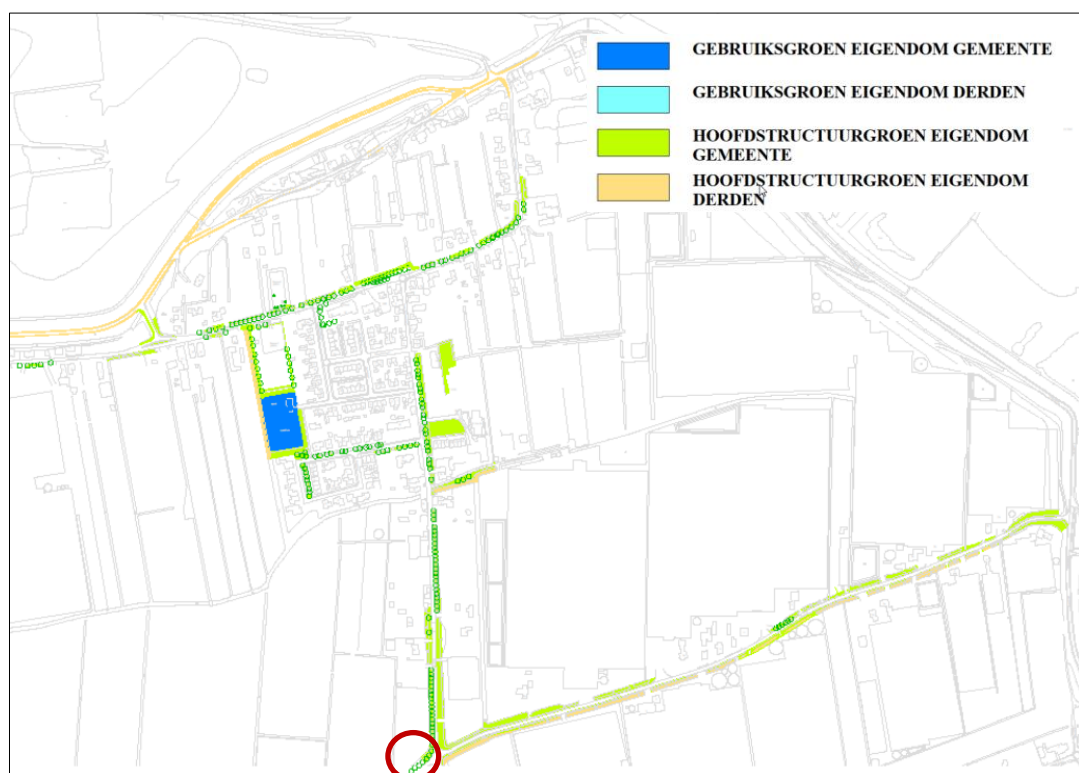 GEBRUIKSGROEN EIGENDOM GEMEENTE
GEBRUIKSGROEN EIGENDOM DERDEN
HOOFDSTRUCTUURGROEN EIGENDOM
GEMEENTE
HOOFDSTRUCTUURGROEN EIGENDOM
DERDEN